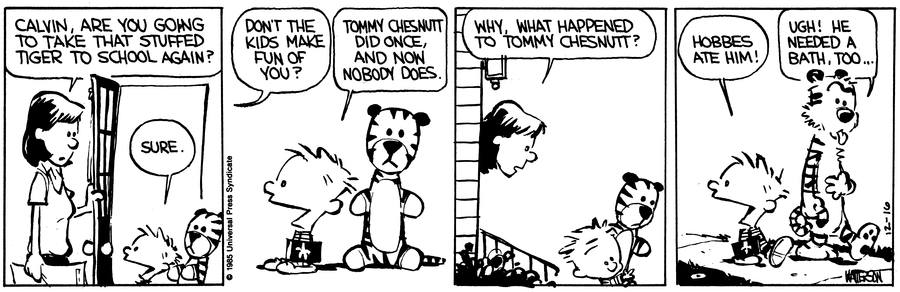 CALVIN, ARE YOU GOING
TO TAKE THAT STUFFED
TIGER TO SCHOOL AGAIN?
SURE.
© 1985 Universal Press Syndicate
DON'T THE
KIDS MAKE
FUN OF
YOU?
TOMMY CHESNUTT
DID ONCE,
AND NOW
NOBODY DOES.
WHY, WHAT HAPPENED
TO TOMMY CHESNUTT?
HOBBES
ATE HIM!
UGH! HE
NEEDED A
BATH, TOO...
12-16
WATTERSON